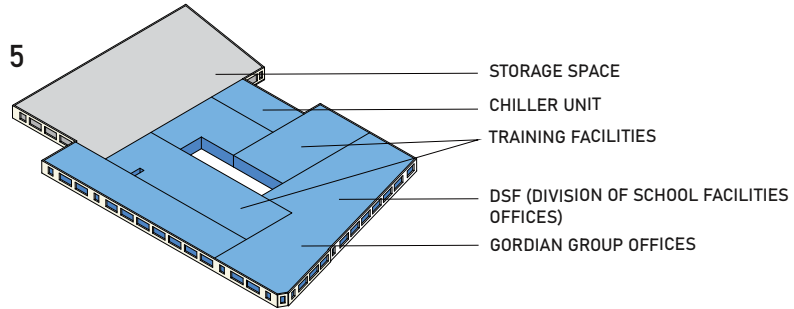 5
STORAGE SPACE
CHILLER UNIT
TRAINING FACILITIES
DSF (DIVISION OF SCHOOL FACILITIES
OFFICES)
GORDIAN GROUP OFFICES